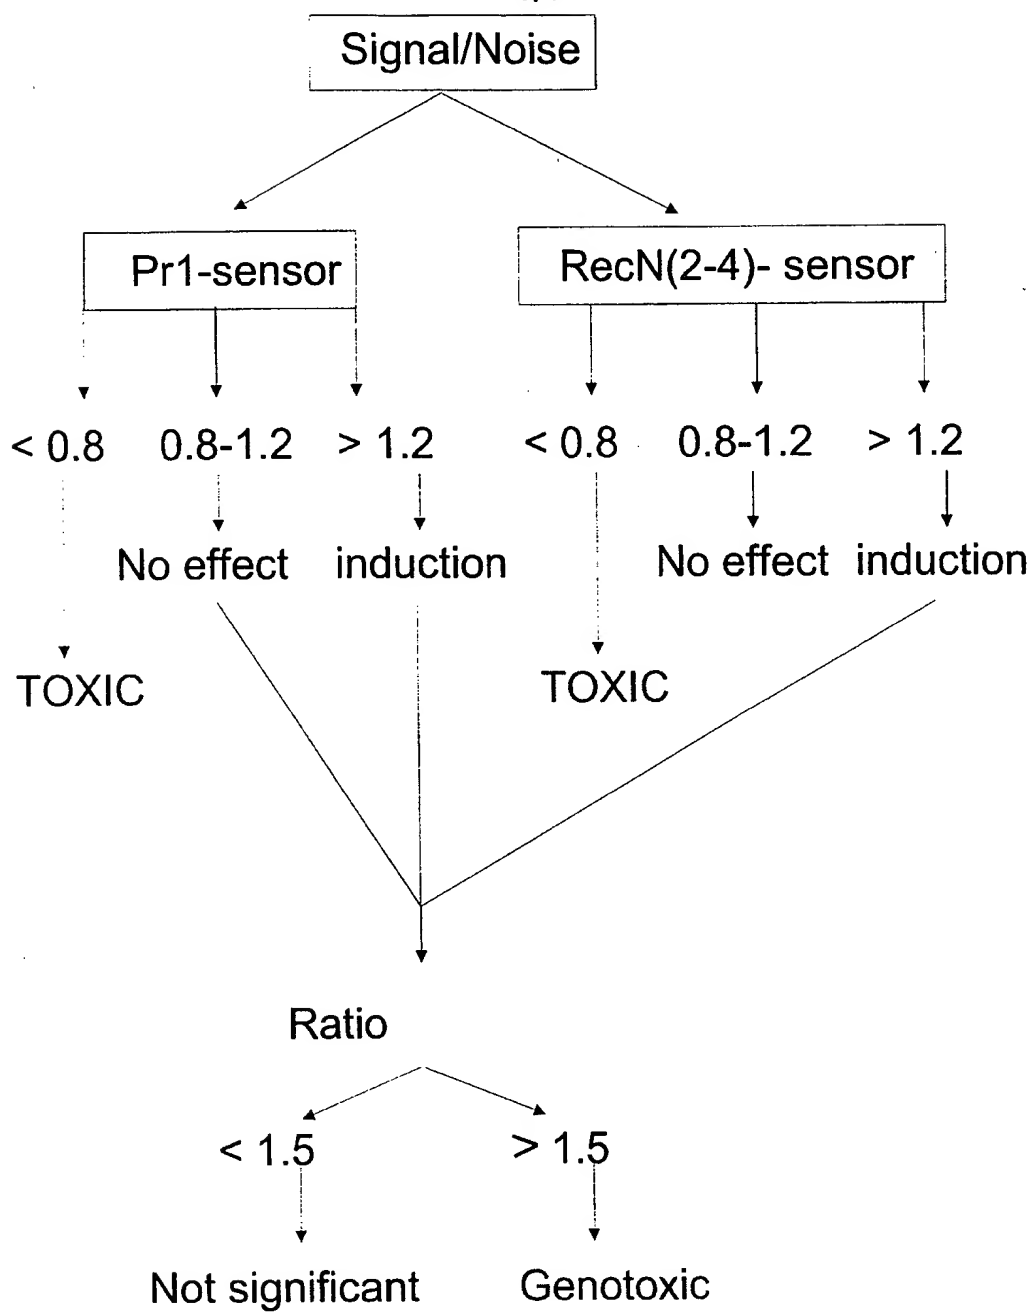 Signal/Noise
Pr1-sensor RecN(2-4)- sensor
< 0.8 0.8-1.2 > 1.2 < 0.8 0.8-1.2 > 1.2
No effect induction No effect induction
TOXIC TOXIC
Ratio
< 1.5 > 1.5
Not significant Genotoxic